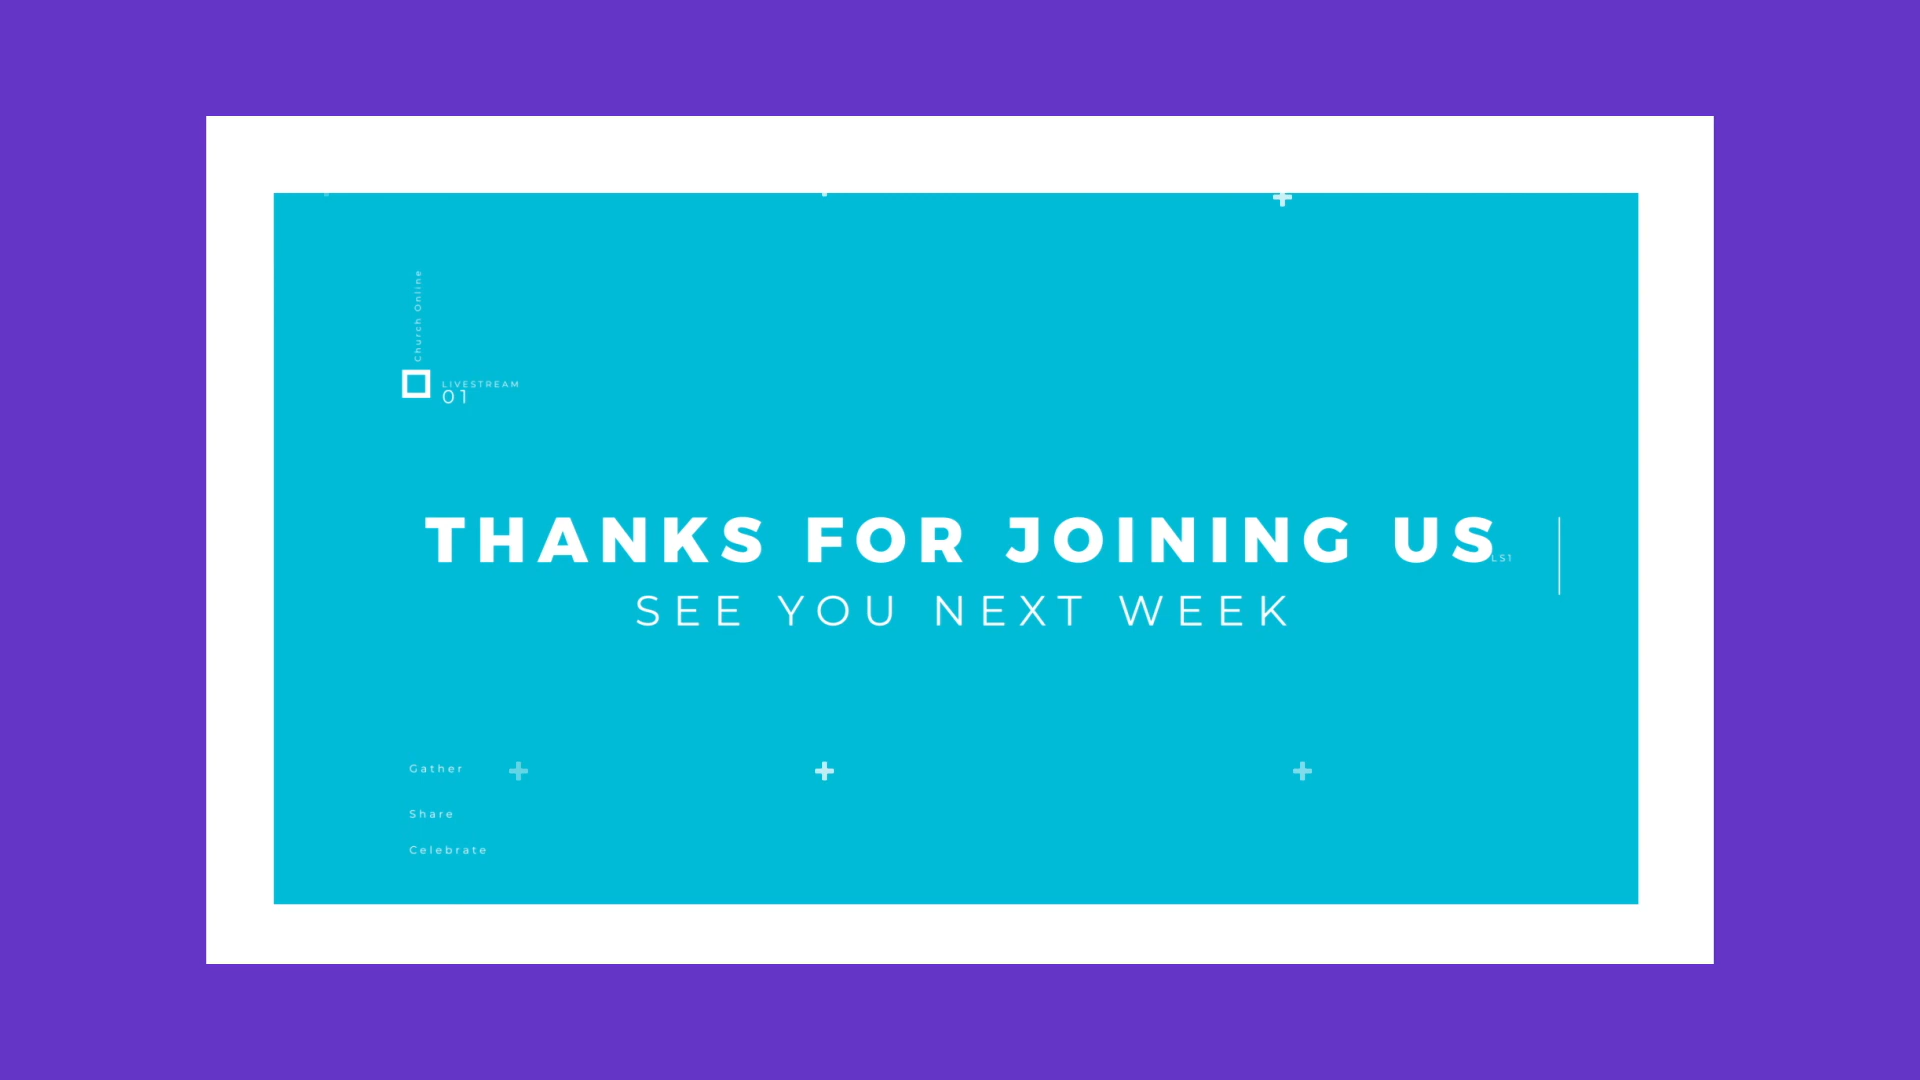 Church Online
LIVESTREAM
01
THANKS FOR JOINING US
LS1
SEE YOU NEXT WEEK
Gather
Share
Celebrate